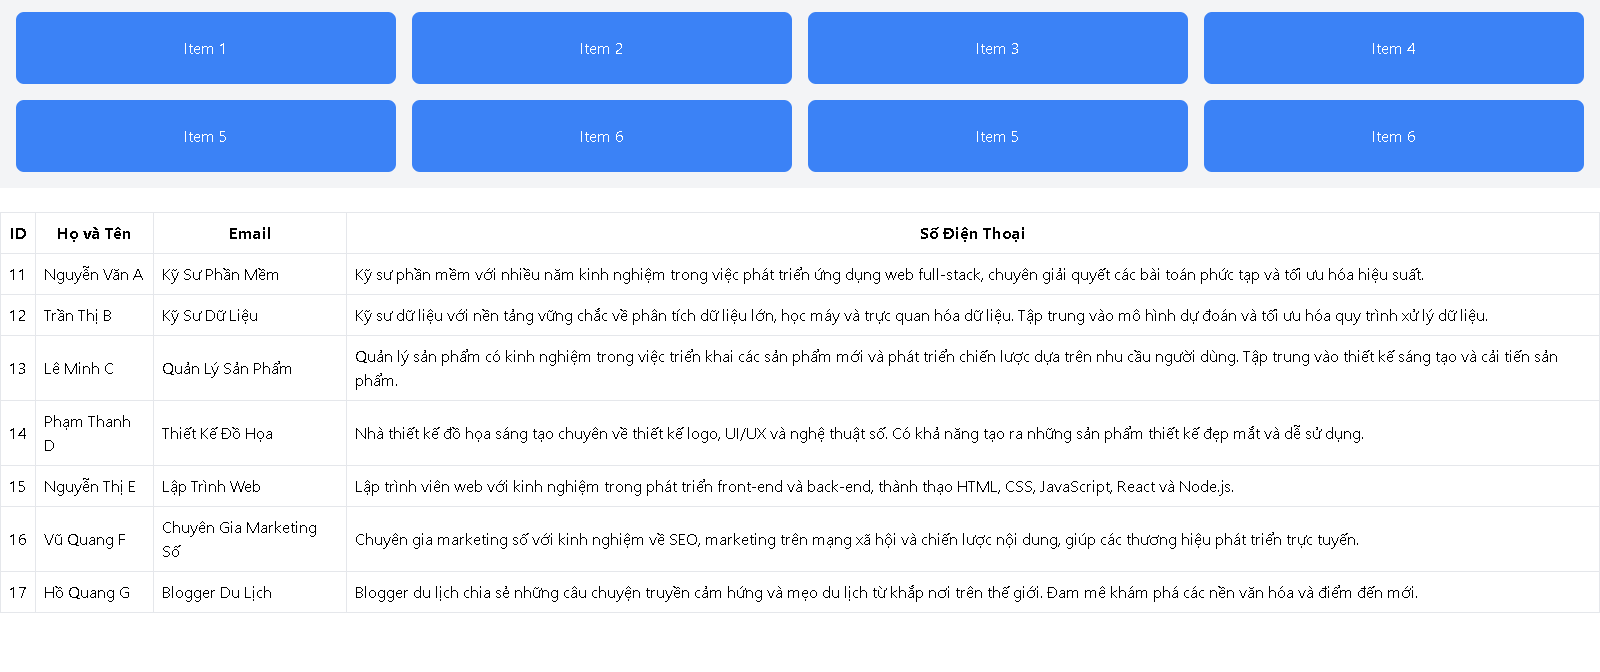 Item 1
Item 2
Item 3
Item 4
Item 5
Item 6
Item 5
Item 6
ID Họ và Tên Email Số Điện Thoại
11 Nguyễn Văn A Kỹ Sư Phần Mềm Kỹ sư phần mềm với nhiều năm kinh nghiệm trong việc phát triển ứng dụng web full-stack, chuyên giải quyết các bài toán phức tạp và tối ưu hóa hiệu suất.
12 Trần Thị B Kỹ Sư Dữ Liệu Kỹ sư dữ liệu với nền tảng vững chắc về phân tích dữ liệu lớn, học máy và trực quan hóa dữ liệu. Tập trung vào mô hình dự đoán và tối ưu hóa quy trình xử lý dữ liệu.
13 Lê Minh C Quản Lý Sản Phẩm Quản lý sản phẩm có kinh nghiệm trong việc triển khai các sản phẩm mới và phát triển chiến lược dựa trên nhu cầu người dùng. Tập trung vào thiết kế sáng tạo và cải tiến sản
phẩm.
14 Phạm Thanh
D Thiết Kế Đồ Họa Nhà thiết kế đồ họa sáng tạo chuyên về thiết kế logo, UI/UX và nghệ thuật số. Có khả năng tạo ra những sản phẩm thiết kế đẹp mắt và dễ sử dụng.
15 Nguyễn Thị E Lập Trình Web Lập trình viên web với kinh nghiệm trong phát triển front-end và back-end, thành thạo HTML, CSS, JavaScript, React và Node.js.
16 Vũ Quang F Chuyên Gia Marketing
Số Chuyên gia marketing số với kinh nghiệm về SEO, marketing trên mạng xã hội và chiến lược nội dung, giúp các thương hiệu phát triển trực tuyến.
17 Hồ Quang G Blogger Du Lịch Blogger du lịch chia sẻ những câu chuyện truyền cảm hứng và mẹo du lịch từ khắp nơi trên thế giới. Đam mê khám phá các nền văn hóa và điểm đến mới.